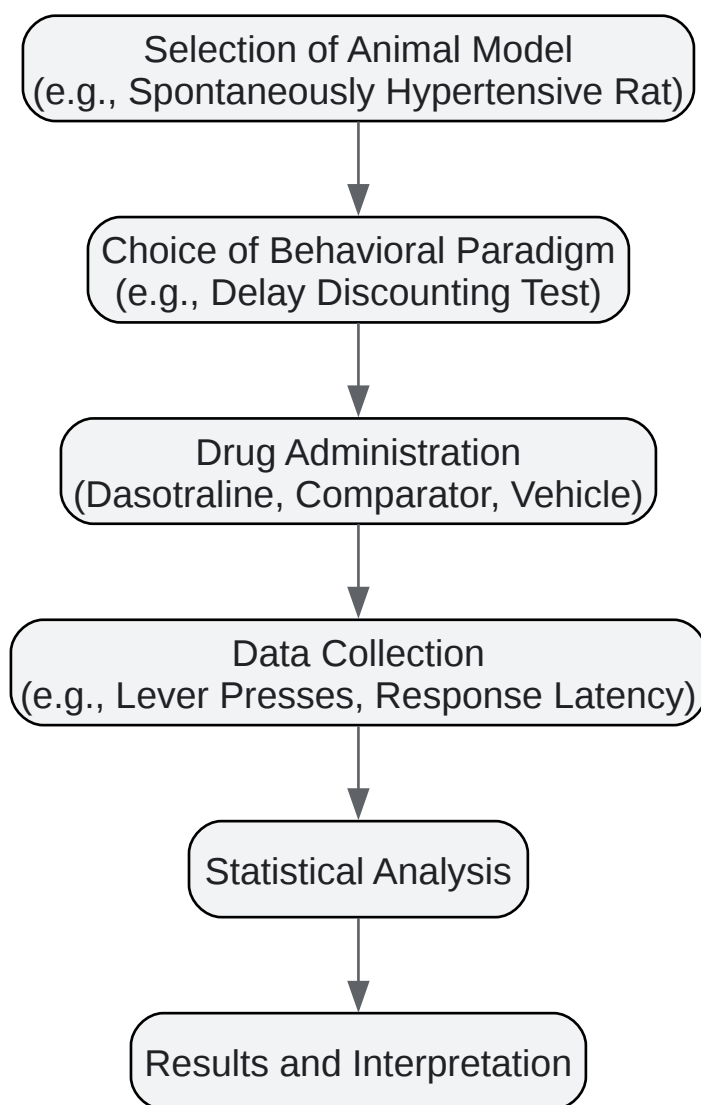 Selection of Animal Model
(e.g., Spontaneously Hypertensive Rat)
Choice of Behavioral Paradigm
(e.g., Delay Discounting Test)
Drug Administration
(Dasotraline, Comparator, Vehicle)
Data Collection
(e.g., Lever Presses, Response Latency)
Statistical Analysis
Results and Interpretation